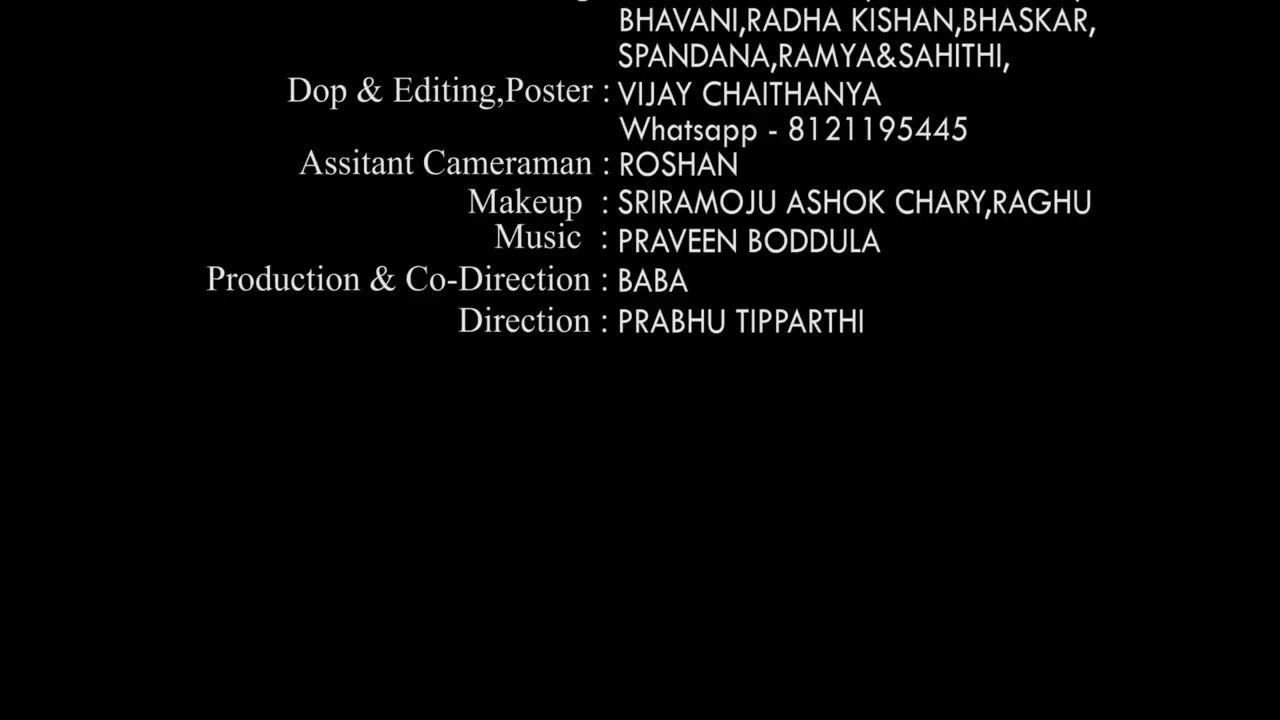 BHAVANI,RADHA KISHAN,BHASKAR,
SPANDANA,RAMYA&SAHITHI,
Dop & Editing,Poster : VIJAY CHAITHANYA
Whatsapp - 8121195445
Assitant Cameraman : ROSHAN
Makeup : SRIRAMOJU ASHOK CHARY,RAGHU
Music : PRAVEEN BODDULA
Production & Co-Direction : BABA
Direction : PRABHU TIPPARTHI